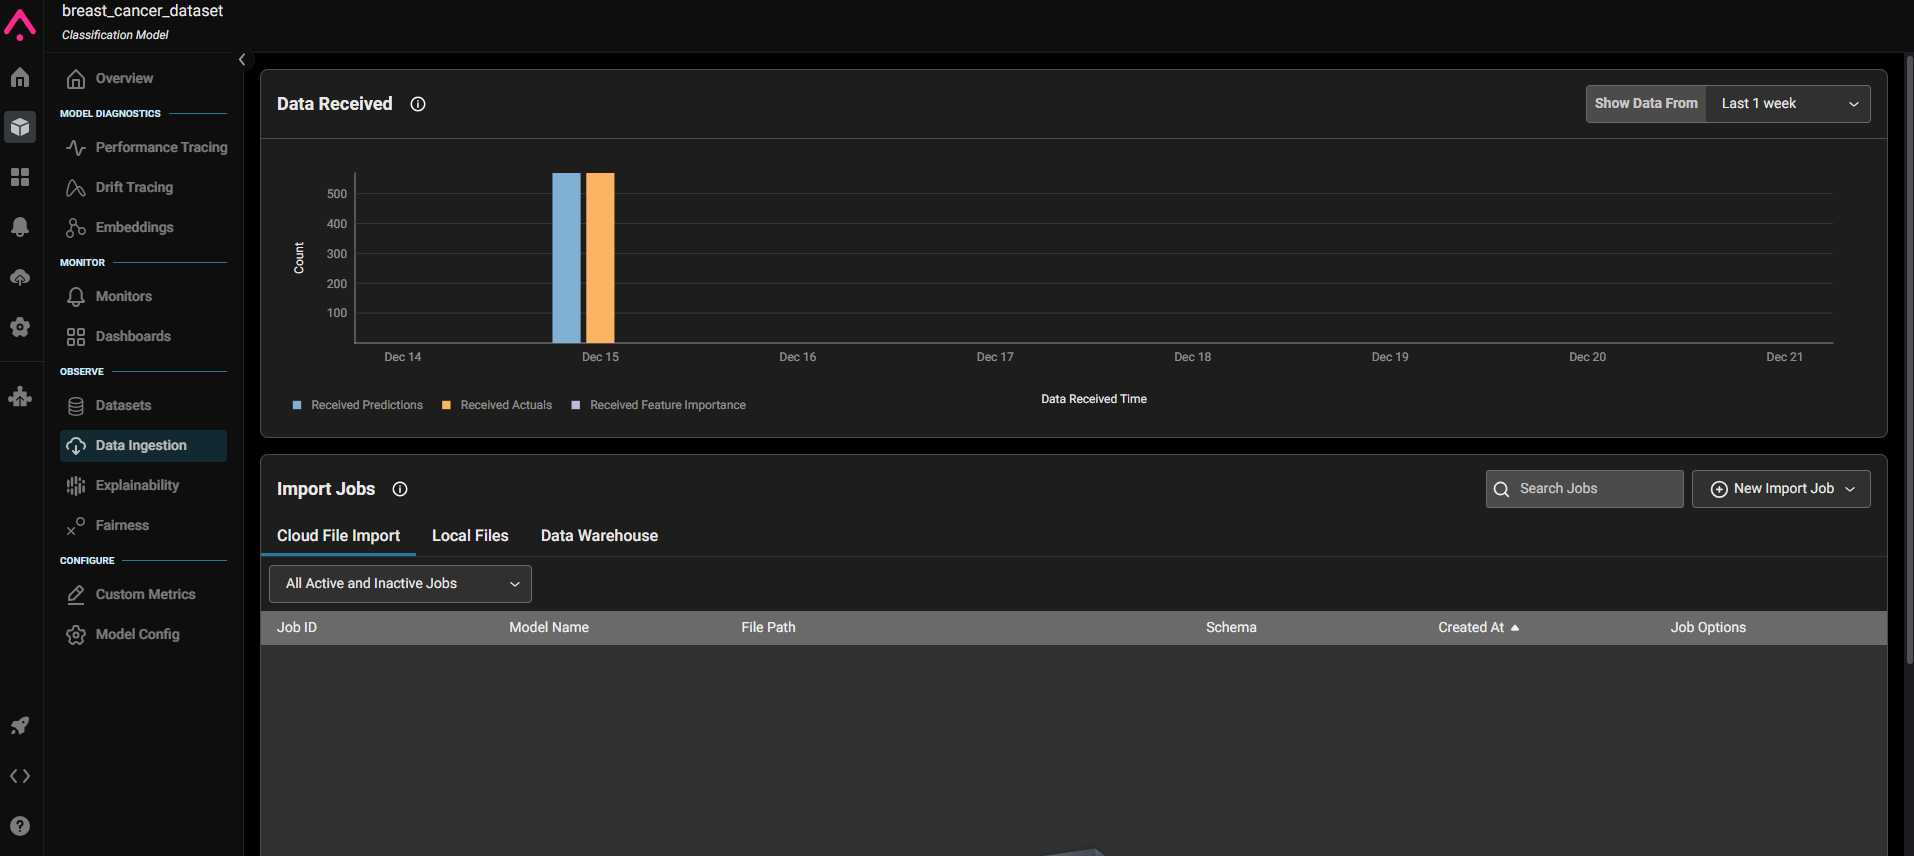 breast_cancer_dataset
Classification Model
Overview
MODEL DIAGNOSTICS
Performance Tracing
Drift Tracing
Embeddings
MONITOR
Monitors
Dashboards
OBSERVE
Datasets
Data Ingestion
Explainability
Fairness
CONFIGURE
Custom Metrics
Model Config
Data Received
Show Data From Last 1 week
Count
500
400
300
200
100
Dec 14 Dec 15 Dec 16 Dec 17 Dec 18 Dec 19 Dec 20 Dec 21
Data Received Time
Received Predictions Received Actuals Received Feature Importance
Import Jobs
Search Jobs
New Import Job
Cloud File Import Local Files Data Warehouse
All Active and Inactive Jobs
Job ID Model Name File Path Schema Created At Job Options